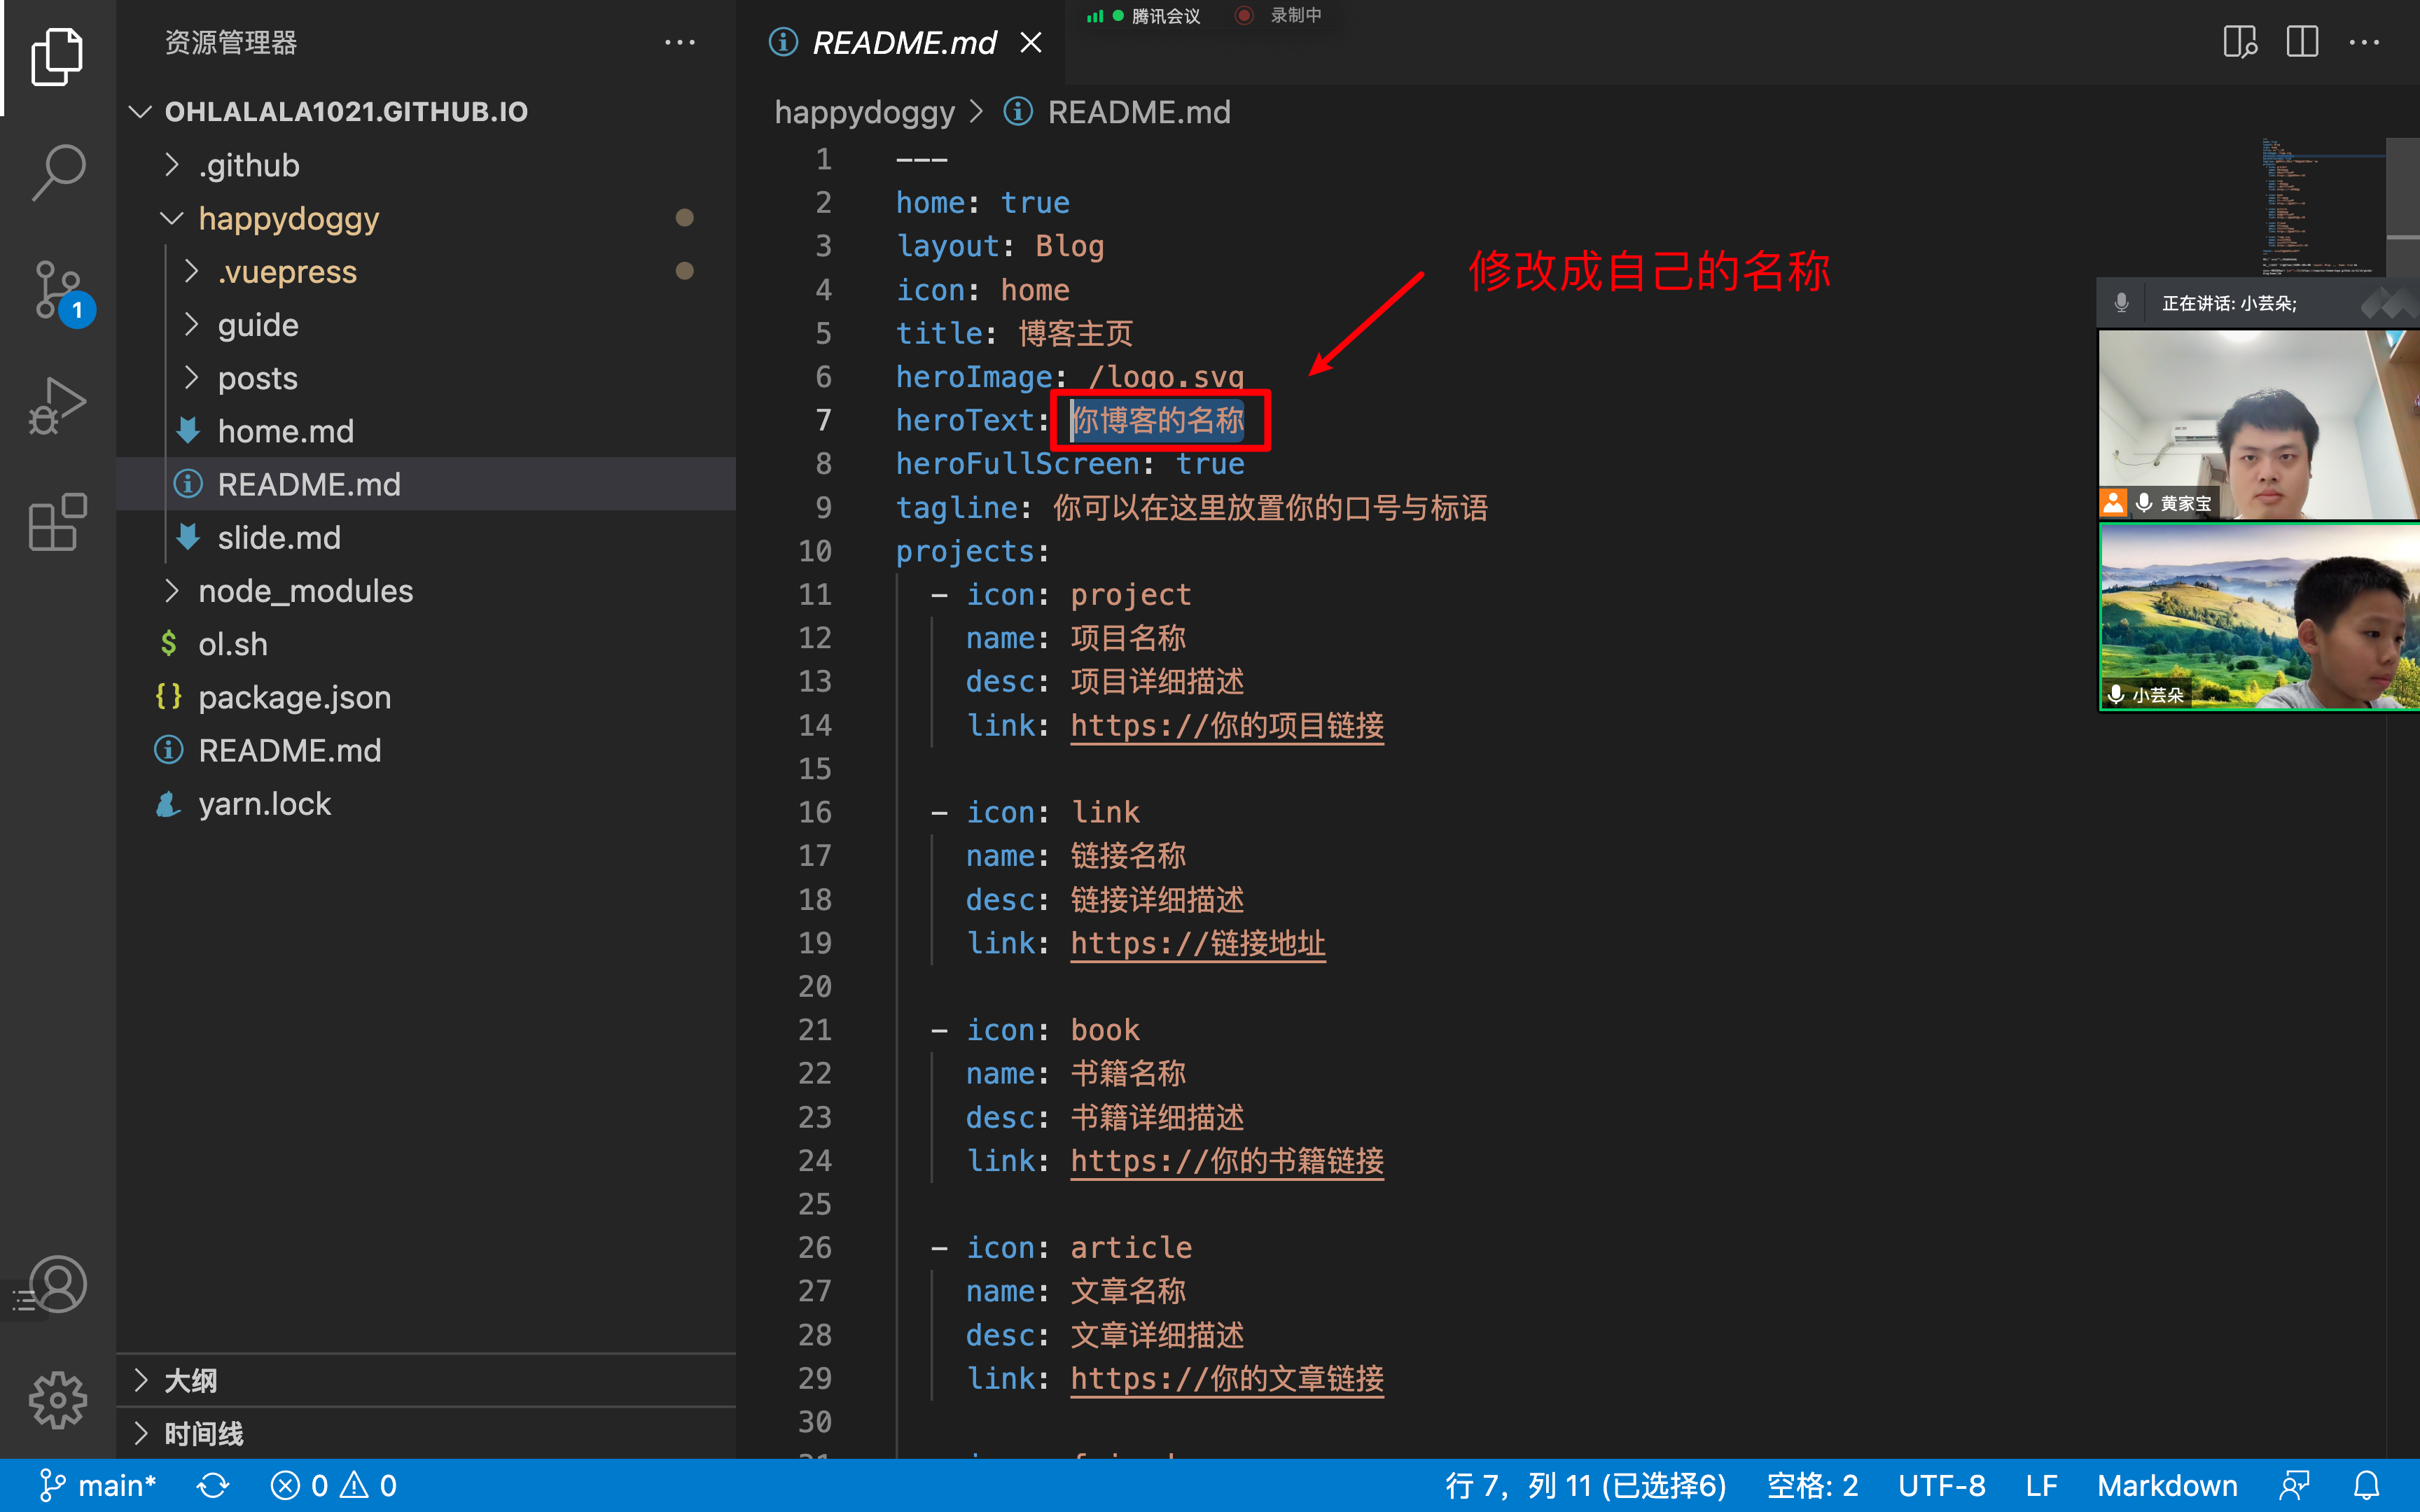 腾讯会议 录制中
资源管理器
OHLALALA1021.GITHUB.IO
.github
happydoggy
.vuepress
guide
posts
home.md
README.md
slide.md
node_modules
ol.sh
package.json
README.md
yarn.lock
大纲
时间线
1
README.md
happydoggy > README.md
1 ---
2 home: true
3 layout: Blog
4 icon: home
5 title: 博客主页
6 heroImage: /logo.svg
7 heroText: 你博客的名称
8 heroFullScreen: true
9 tagline: 你可以在这里放置你的口号与标语
10 projects:
11 - icon: project
12 name: 项目名称
13 desc: 项目详细描述
14 link: https://你的项目链接
15
16 - icon: link
17 name: 链接名称
18 desc: 链接详细描述
19 link: https://链接地址
20
21 - icon: book
22 name: 书籍名称
23 desc: 书籍详细描述
24 link: https://你的书籍链接
25
26 - icon: article
27 name: 文章名称
28 desc: 文章详细描述
29 link: https://你的文章链接
30
修改成自己的名称
正在讲话: 小芸朵;
黄家宝
小芸朵
main* 0 0 行 7，列 11 (已选择6) 空格: 2 UTF-8 LF Markdown